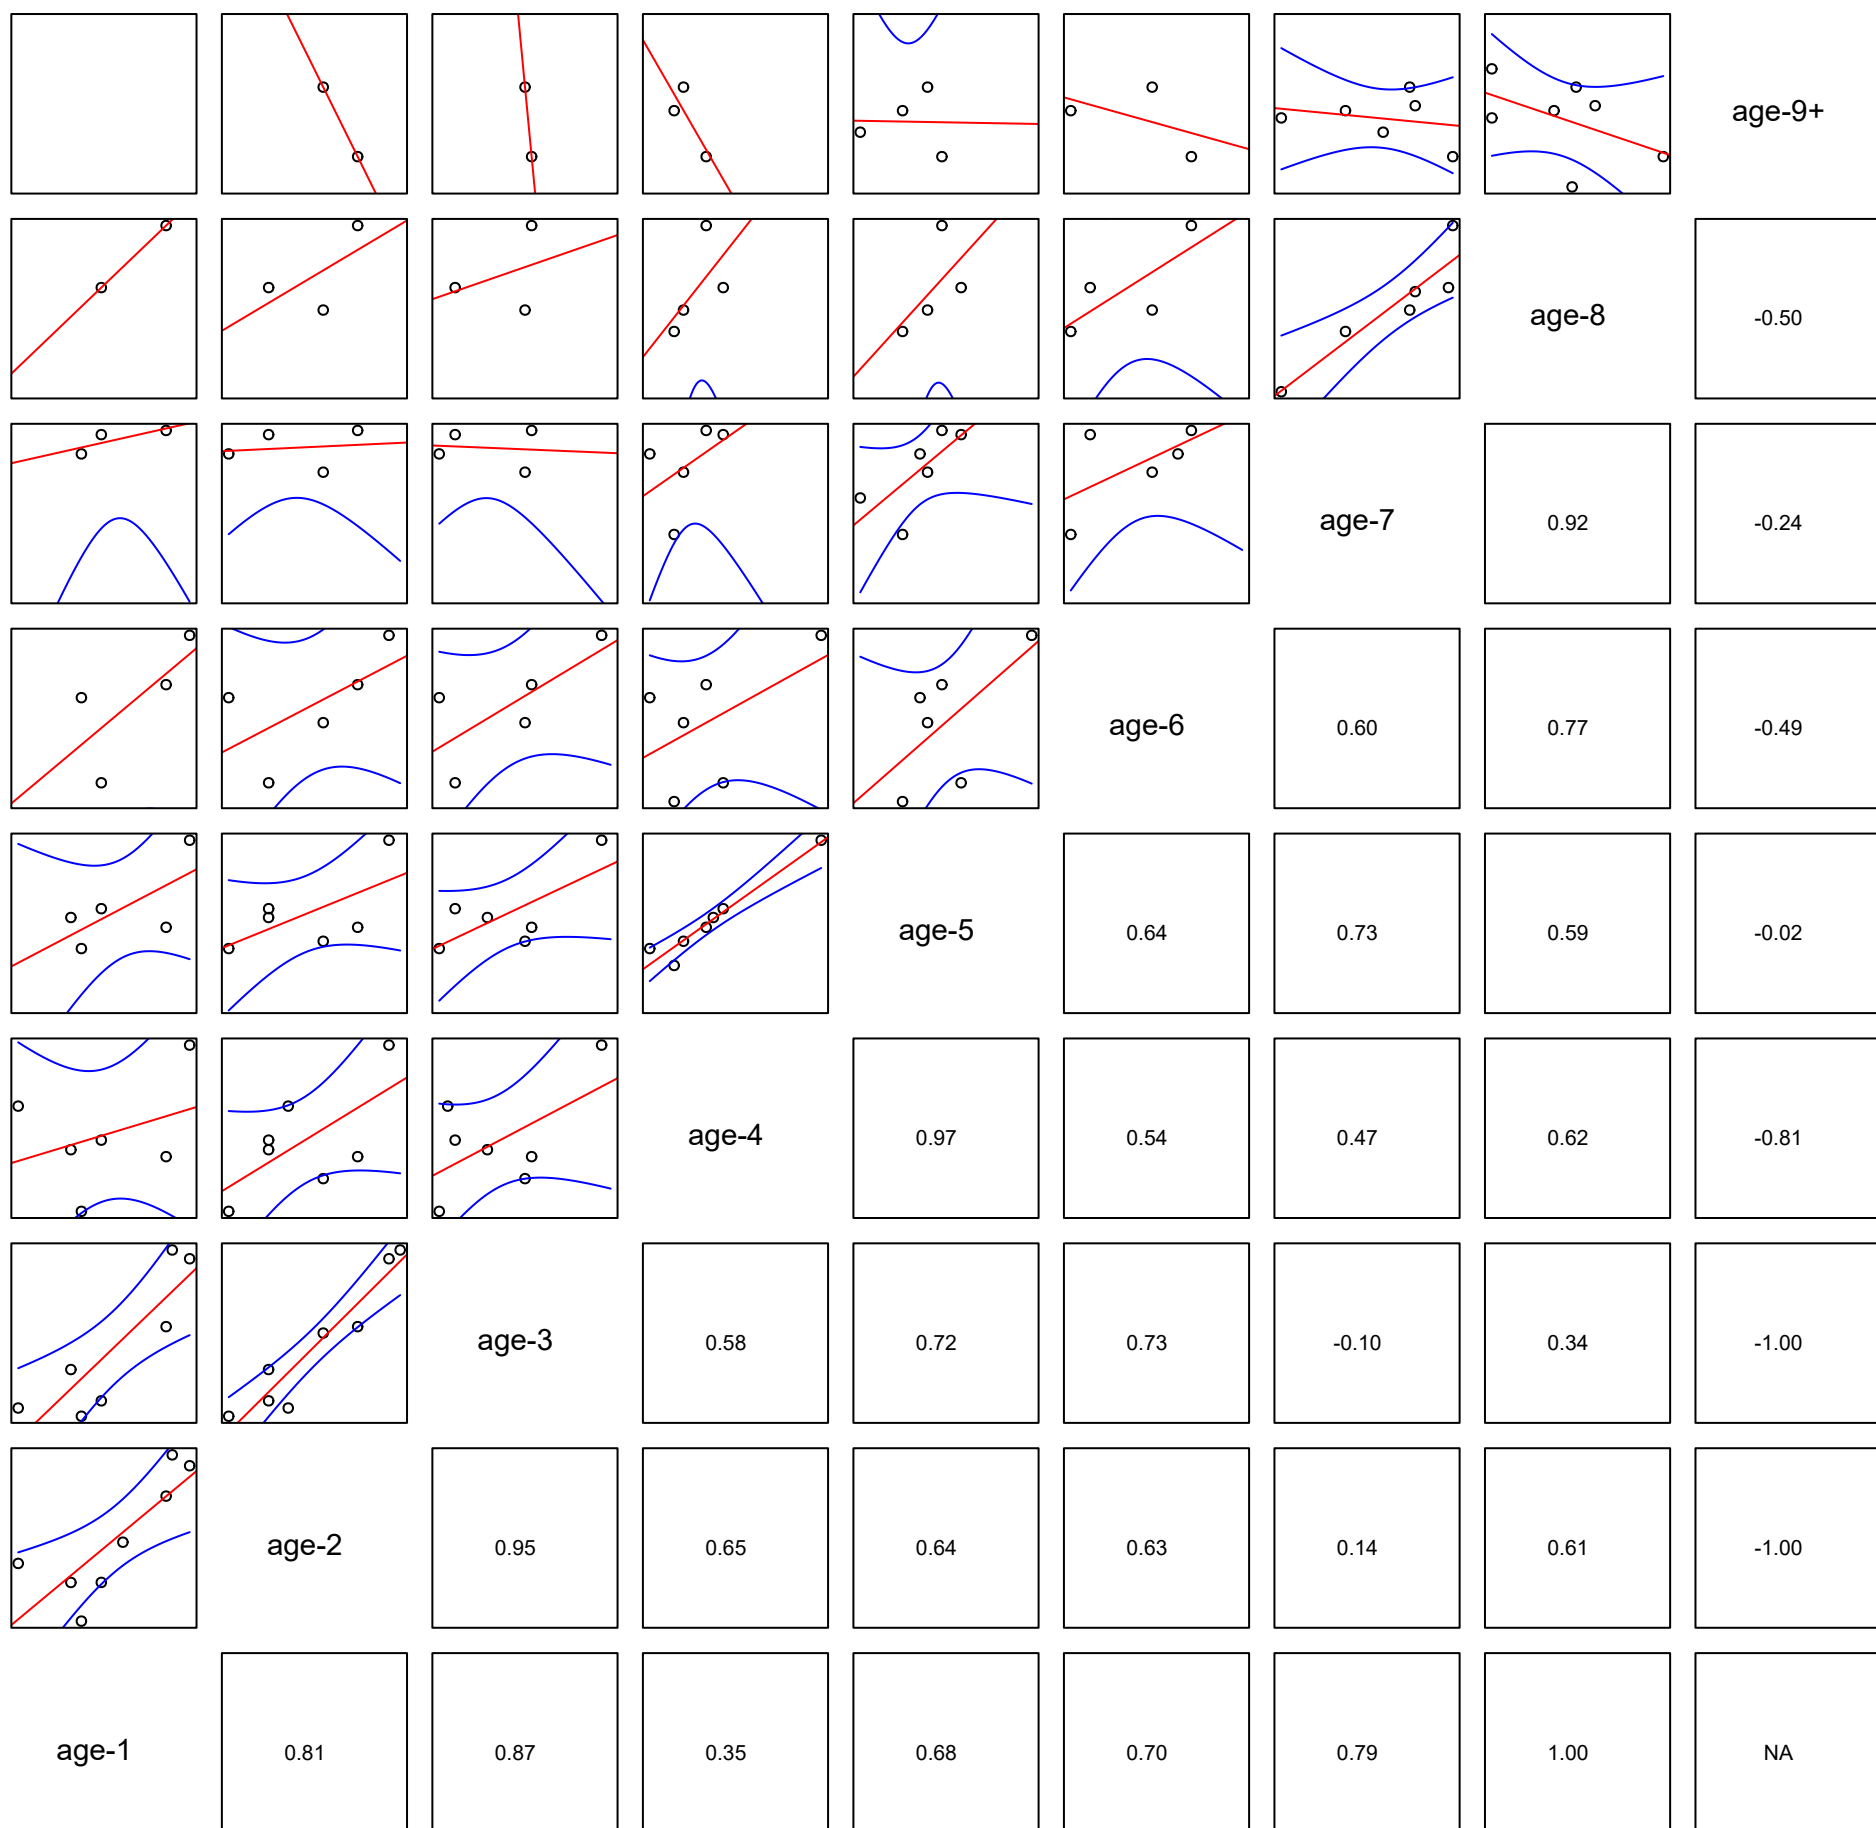 age-9+
age-8 -0.50
age-7 0.92 -0.24
age-6 0.60 0.77 -0.49
age-5 0.64 0.73 0.59 -0.02
age-4 0.97 0.54 0.47 0.62 -0.81
age-3 0.58 0.72 0.73 -0.10 0.34 -1.00
age-2 0.95 0.65 0.64 0.63 0.14 0.61 -1.00
age-1 0.81 0.87 0.35 0.68 0.70 0.79 1.00 NA